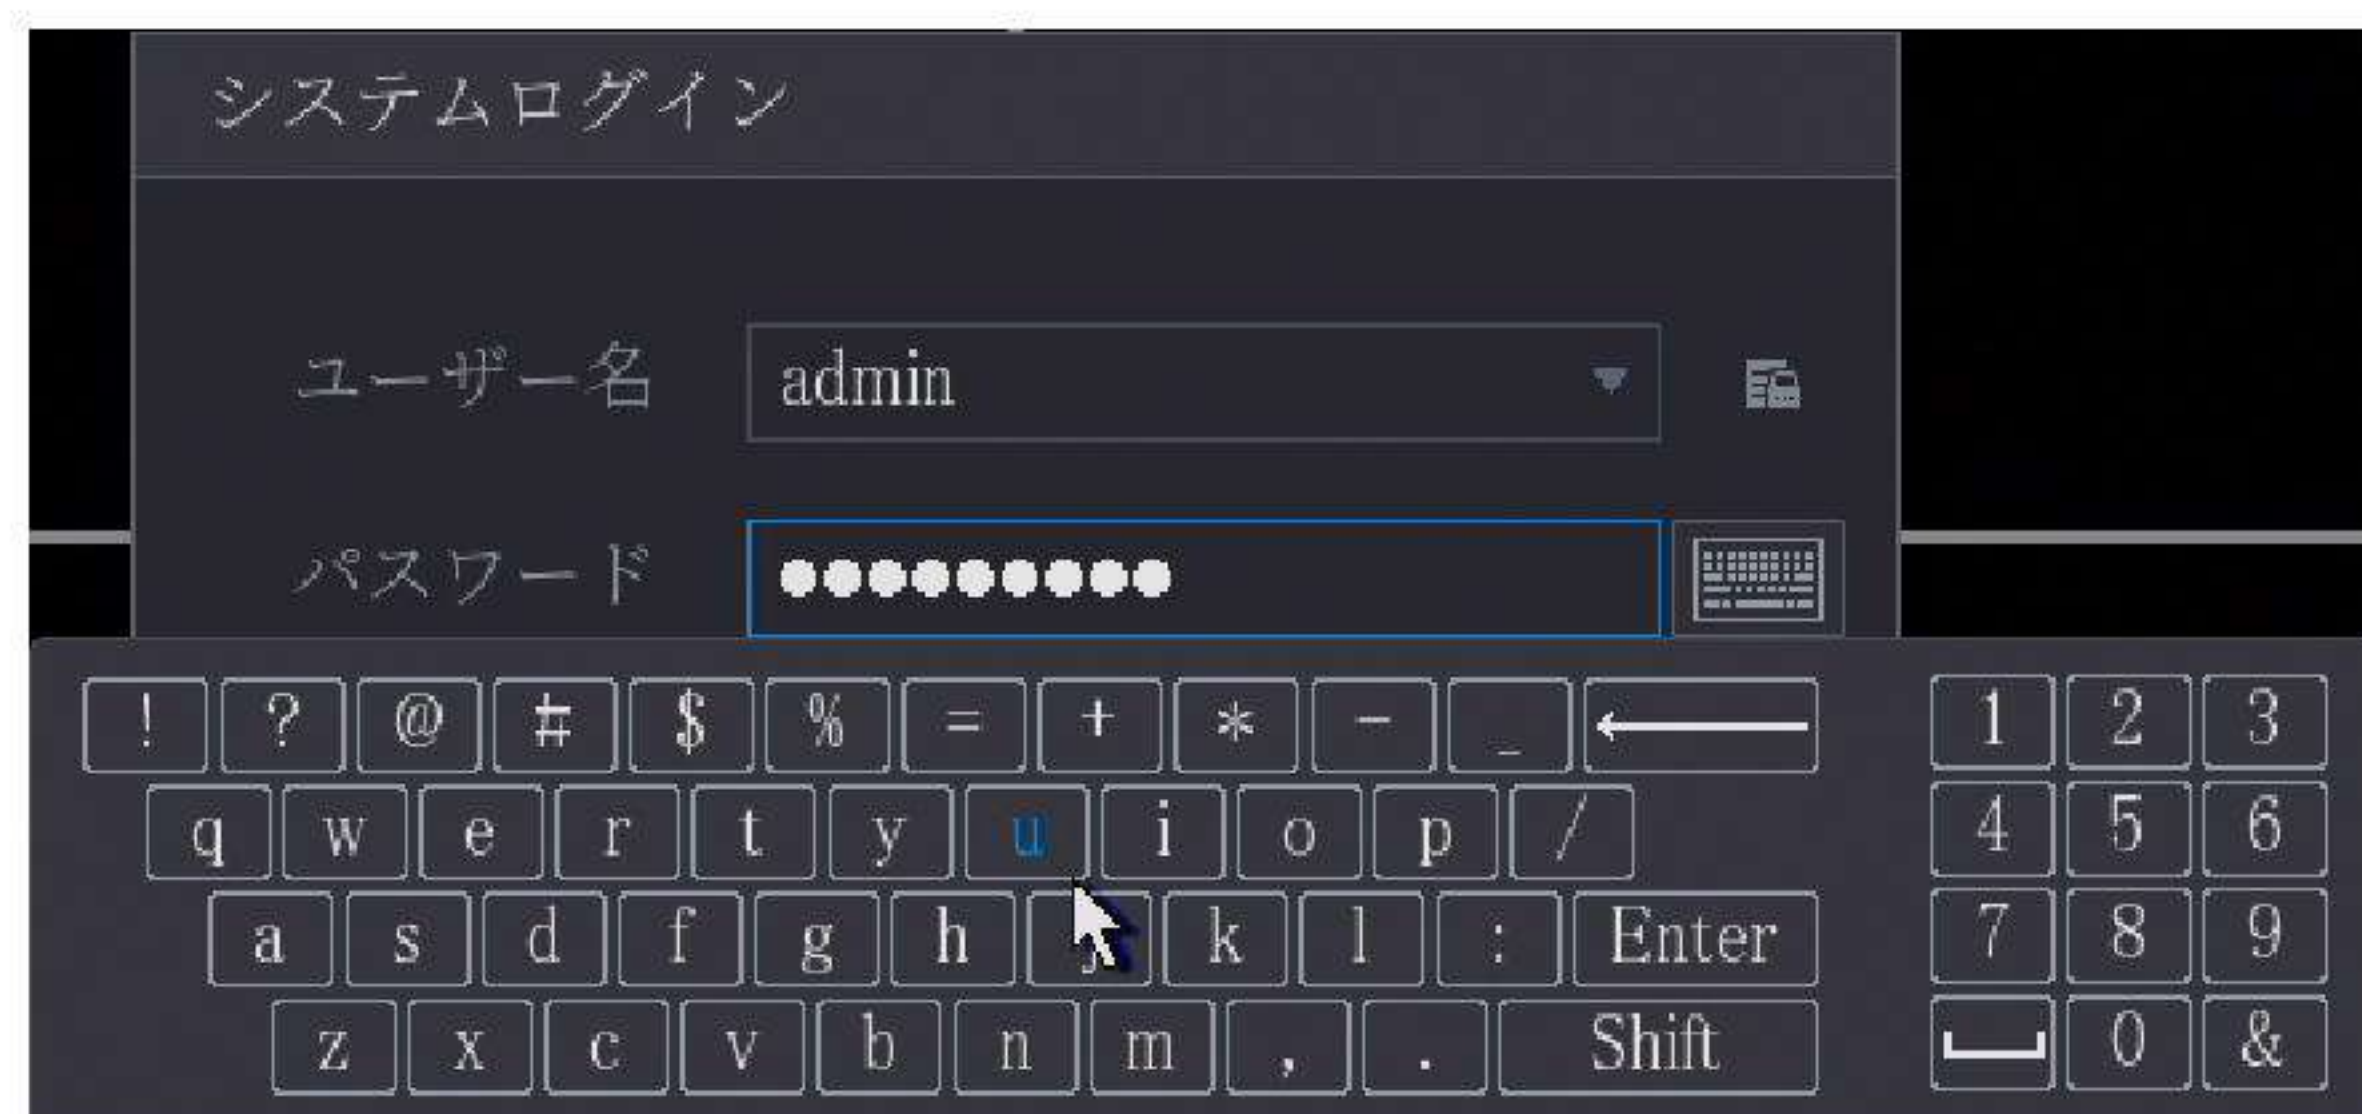 システムログイン
ユーザー名 admin
パスワード ●●●●●●●●●
! ? @ # $ % = + * - _ ← 1 2 3
q w e r t y u i o p / 4 5 6
a s d f g h j k l : Enter 7 8 9
z x c v b n m , . Shift 0 &